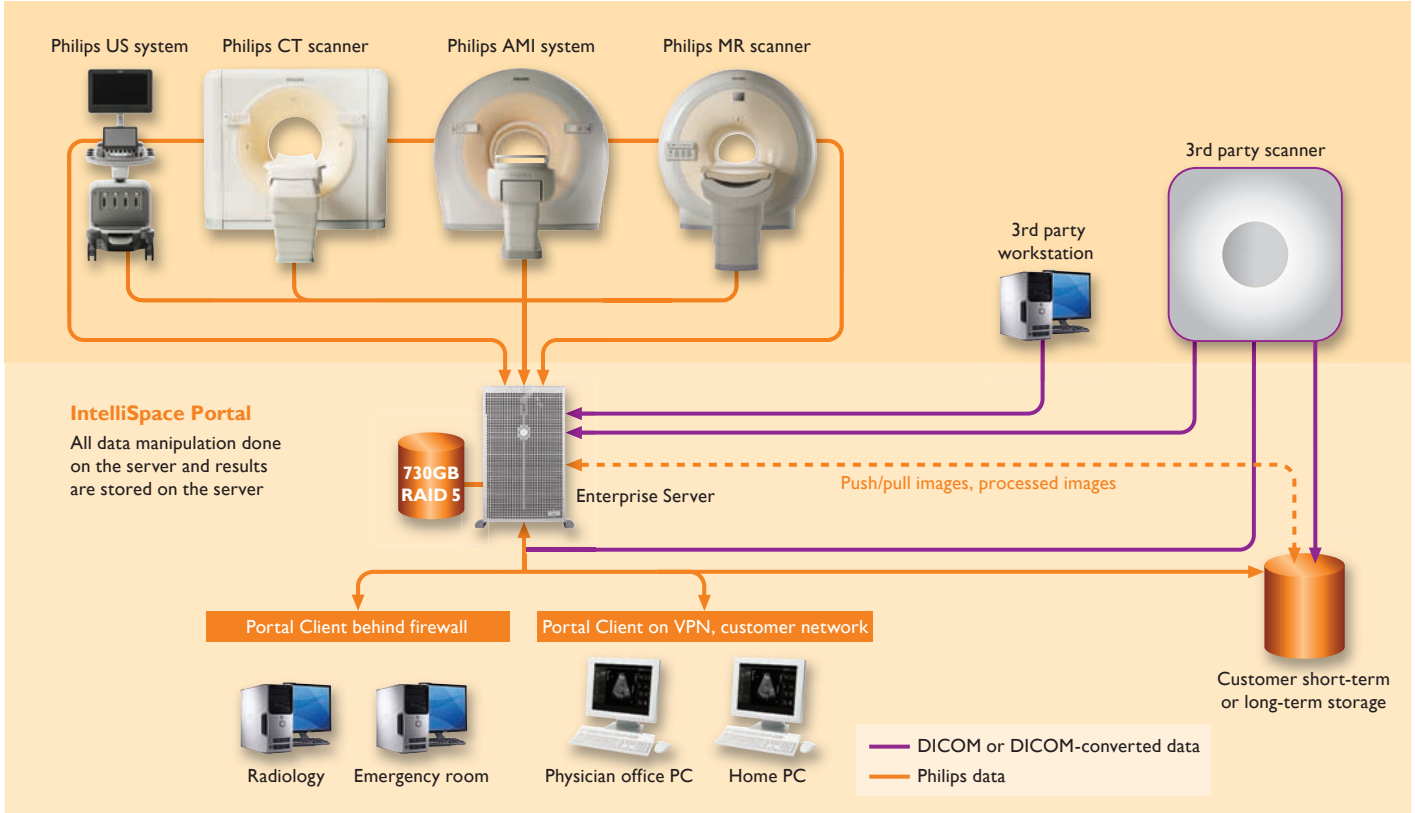 Philips US system
Philips CT scanner
Philips AMI system
Philips MR scanner
3rd party scanner
3rd party
workstation
IntelliSpace Portal
All data manipulation done
on the server and results
are stored on the server
730GB
RAID 5
Enterprise Server
Push/pull images, processed images
Portal Client behind firewall
Portal Client on VPN, customer network
Customer short-term
or long-term storage
Radiology
Emergency room
Physician office PC
Home PC
DICOM or DICOM-converted data
Philips data